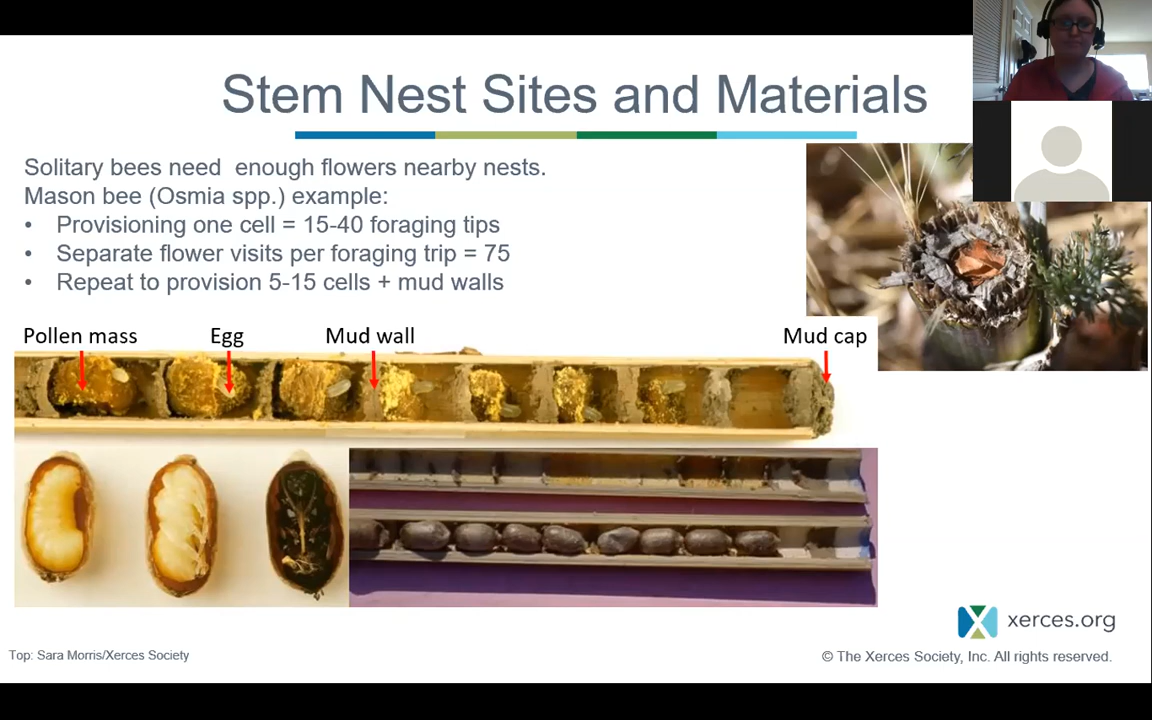 Stem Nest Sites and Materials
Solitary bees need  enough flowers nearby nests.
Mason bee (Osmia spp.) example:
• Provisioning one cell = 15-40 foraging tips
• Separate flower visits per foraging trip = 75
• Repeat to provision 5-15 cells + mud walls
Pollen mass Egg Mud wall Mud cap
xerces.org
Top: Sara Morris/Xerces Society
© The Xerces Society, Inc. All rights reserved.